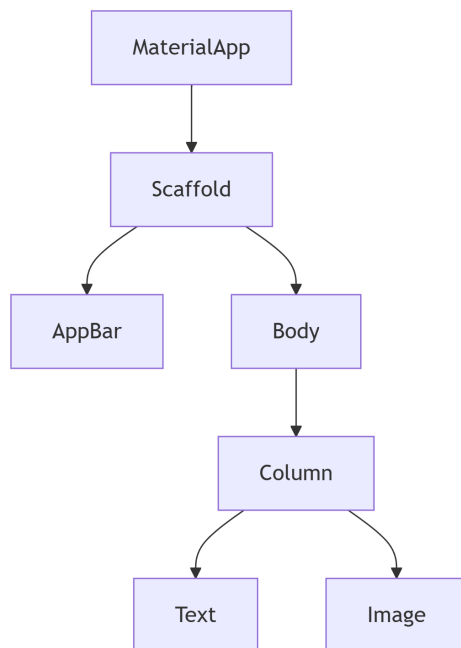 MaterialApp
Scaffold
AppBar
Body
Column
Text
Image